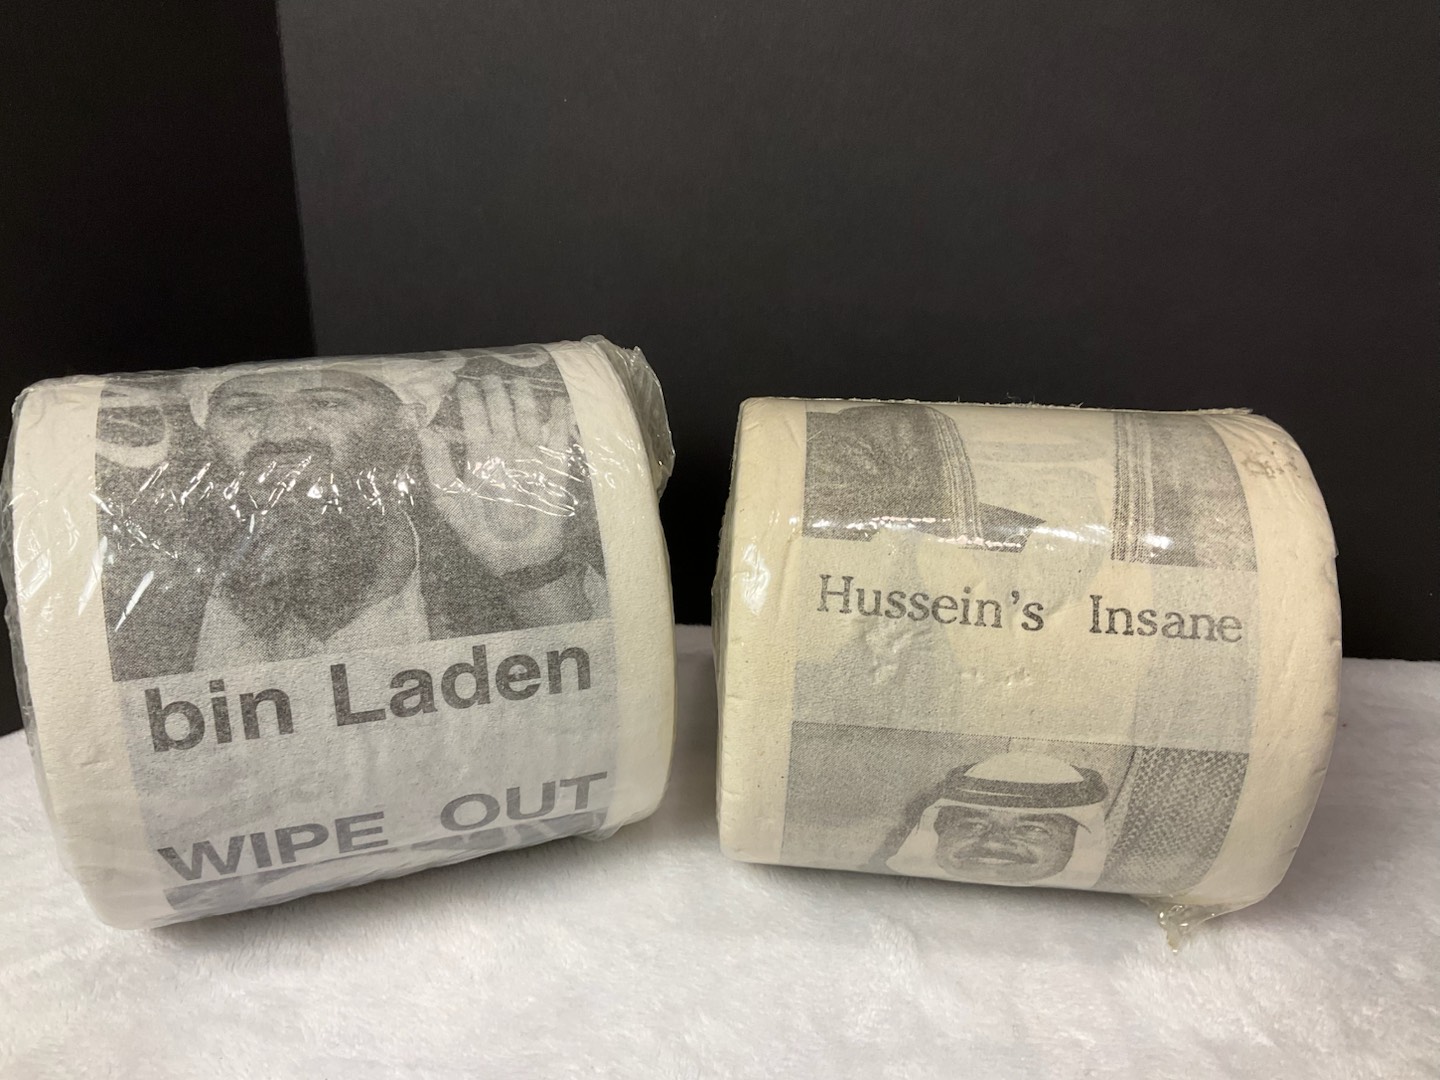 bin Laden
WIPE OUT
Hussein's Insane